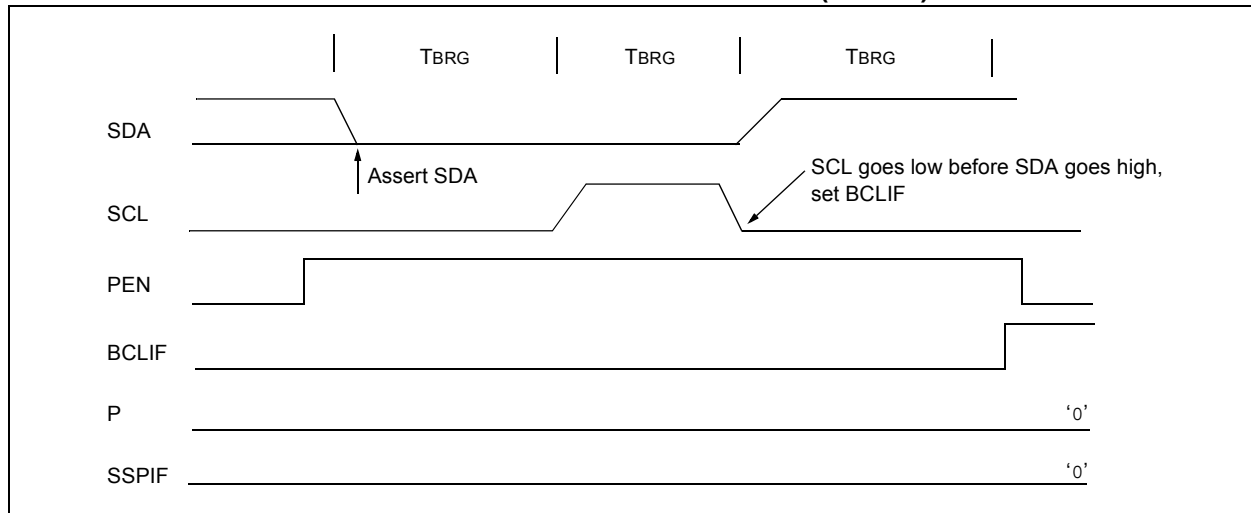 TBRG TBRG TBRG
SDA
Assert SDA
SCL goes low before SDA goes high,
set BCLIF
SCL
PEN
BCLIF
P
‘0’
SSPIF
‘0’